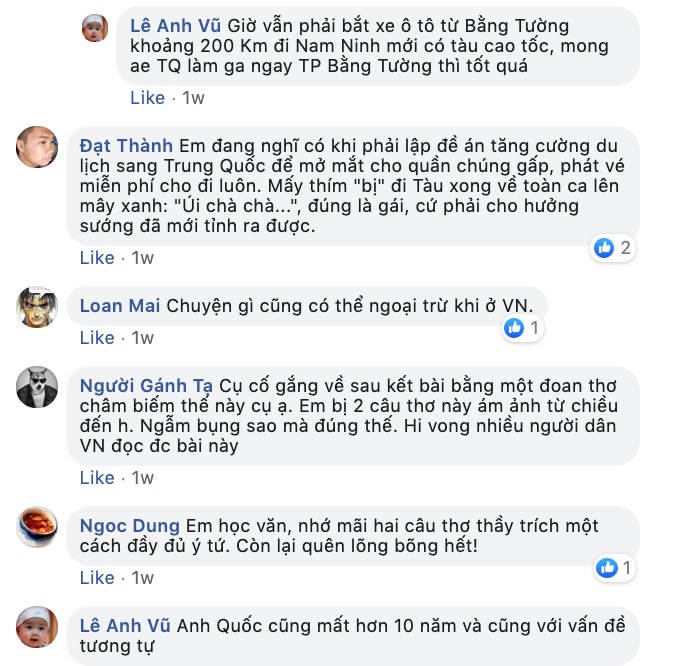 Lê Anh Vũ Giờ vẫn phải bắt xe ô tô từ Bằng Tường
khoảng 200 Km đi Nam Ninh mới có tàu cao tốc, mong
ae TQ làm ga ngay TP Bằng Tường thì tốt quá
Like · 1w
Đạt Thành Em đang nghĩ có khi phải lập đề án tăng cường du
lịch sang Trung Quốc để mở mắt cho quần chúng gấp, phát vé
miễn phí cho đi luôn. Mấy thím "bị" đi Tàu xong về toàn ca lên
mây xanh: "Úi chà chà...", đúng là gái, cứ phải cho hưởng
sướng đã mới tỉnh ra được.
2
Like · 1w
Loan Mai Chuyện gì cũng có thể ngoại trừ khi ở VN.
1
Like · 1w
Người Gánh Tạ Cụ cố gắng về sau kết bài bằng một đoan thơ
châm biếm thế này cụ ạ. Em bị 2 câu thơ này ám ảnh từ chiều
đến h. Ngẫm bụng sao mà đúng thế. Hi vong nhiều người dân
VN đọc đc bài này
Like · 1w
Ngoc Dung Em học văn, nhớ mãi hai câu thơ thầy trích một
cách đầy đủ ý tứ. Còn lại quên lõng bõng hết!
1
Like · 1w
Lê Anh Vũ Anh Quốc cũng mất hơn 10 năm và cũng với vấn đề
tương tự